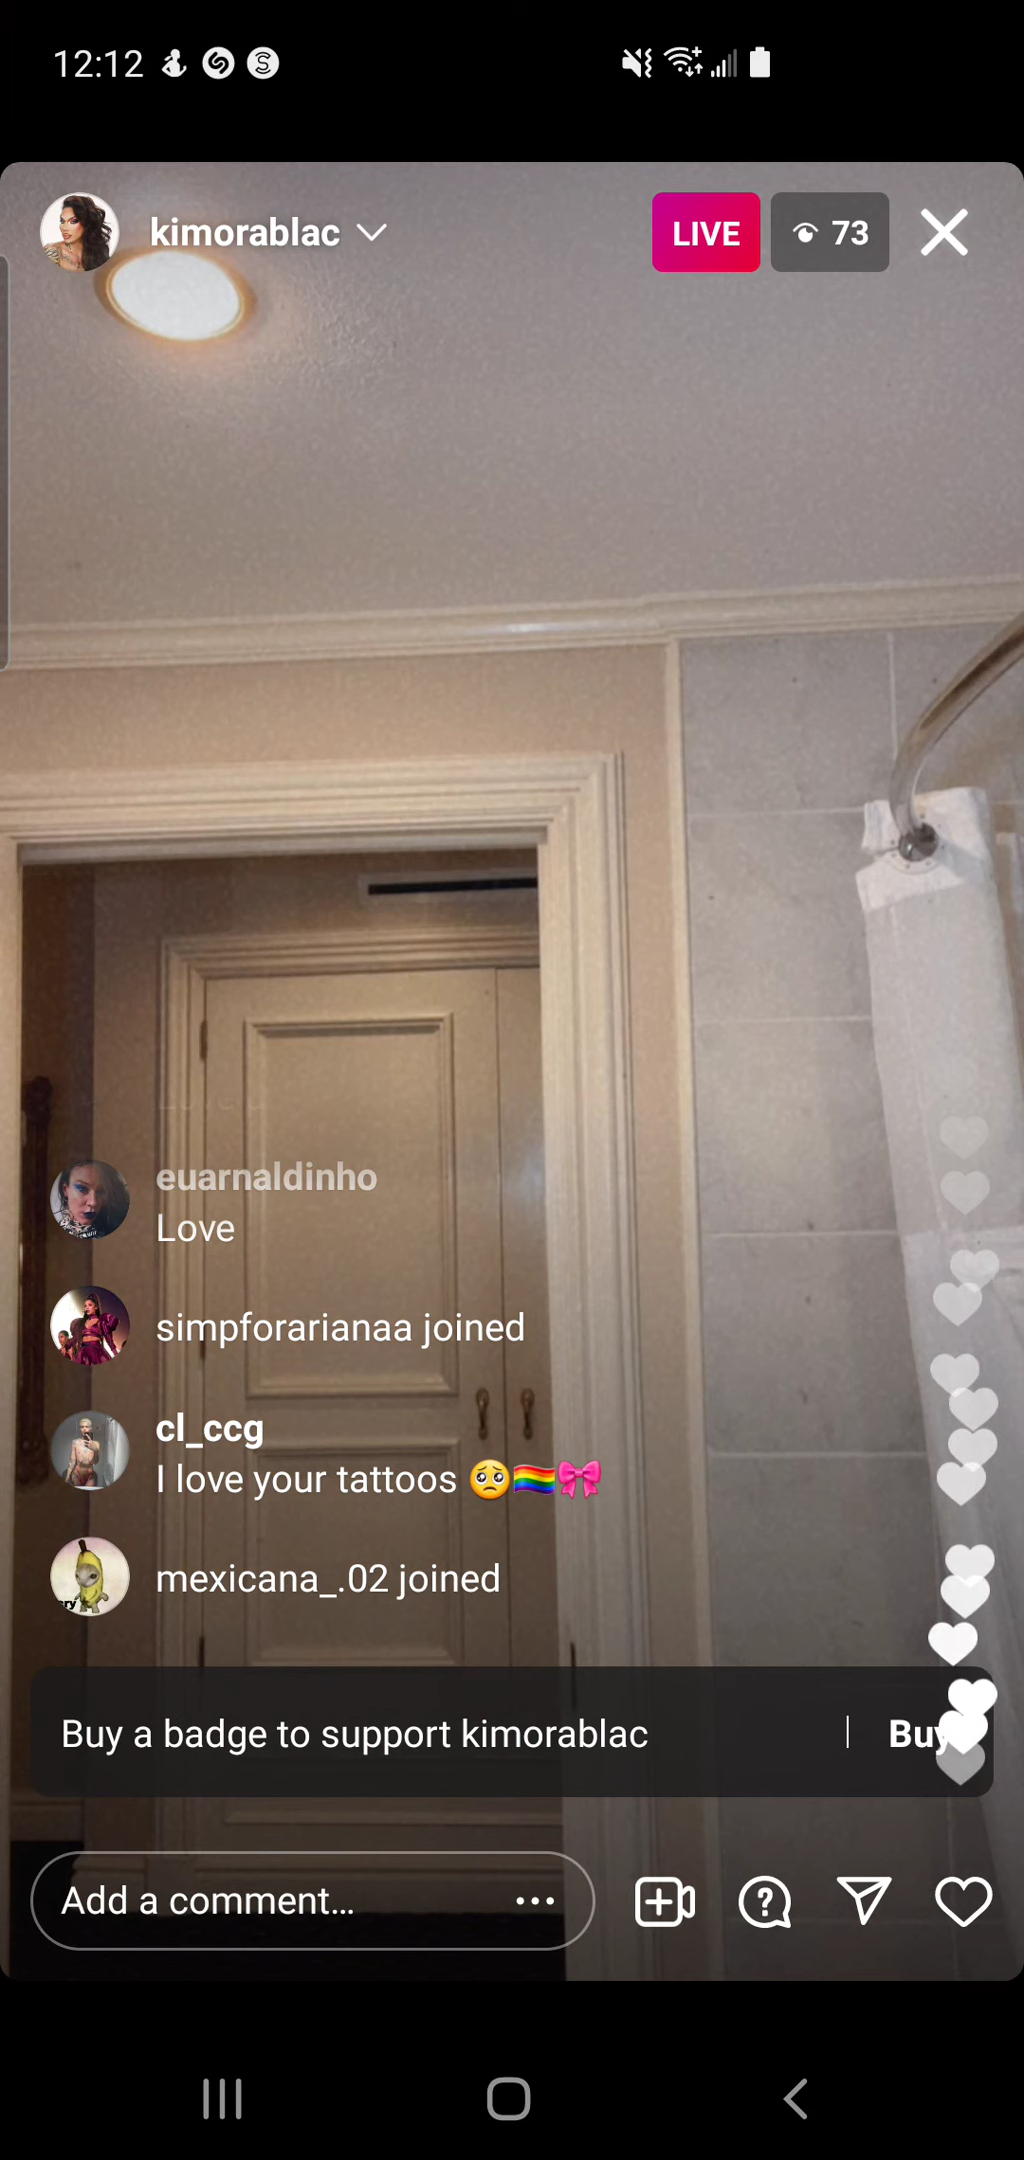 12:12
kimorablac
LIVE
73
euarnaldinho
Love
simpforarianaa joined
cl_ccg
I love your tattoos 🥺🏳️‍🌈🎀
mexicana_.02 joined
Buy a badge to support kimorablac | Buy
Add a comment...